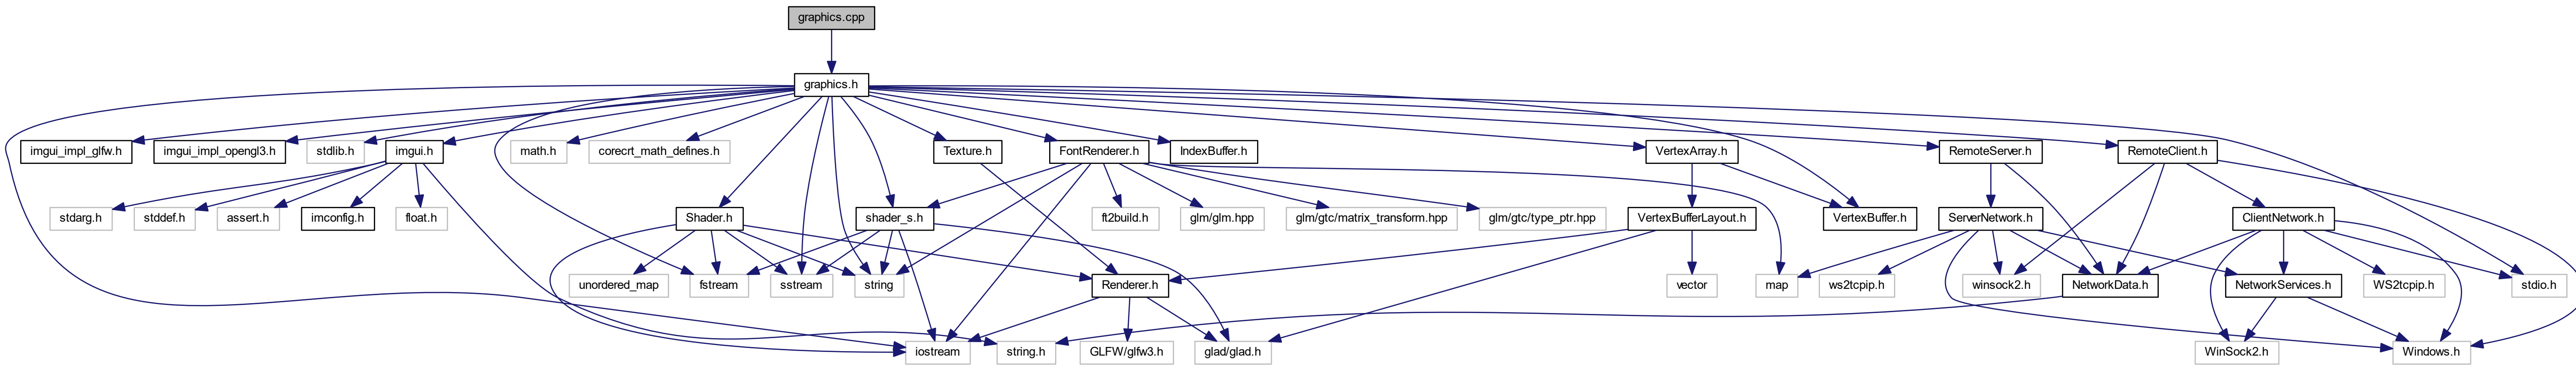 graphics.cpp
graphics.h
imgui_impl_glfw.h
imgui_impl_opengl3.h
stdlib.h
imgui.h
math.h
corecrt_math_defines.h
Texture.h
FontRenderer.h
IndexBuffer.h
VertexArray.h
RemoteServer.h
RemoteClient.h
stdarg.h
stddef.h
assert.h
imconfig.h
float.h
Shader.h
shader_s.h
ft2build.h
glm/glm.hpp
glm/gtc/matrix_transform.hpp
glm/gtc/type_ptr.hpp
VertexBufferLayout.h
VertexBuffer.h
ServerNetwork.h
ClientNetwork.h
unordered_map
fstream
sstream
string
Renderer.h
vector
map
ws2tcpip.h
winsock2.h
NetworkData.h
NetworkServices.h
WS2tcpip.h
stdio.h
iostream
string.h
GLFW/glfw3.h
glad/glad.h
WinSock2.h
Windows.h